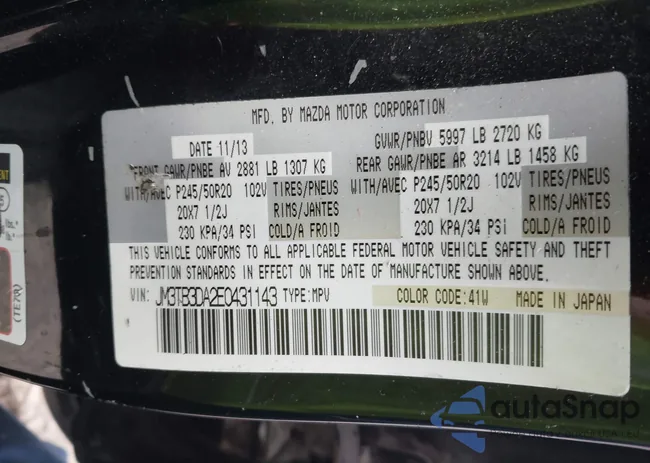 MFD. BY MAZDA MOTOR CORPORATION
DATE 11/13 GVWR/PNBV 5997 LB 2720 KG
FRONT GAWR/PNBE AV 2881 LB 1307 KG REAR GAWR/PNBE AR 3214 LB 1458 KG
WITH/AVEC P245/50R20 102V TIRES/PNEUS WITH/AVEC P245/50R20 102V TIRES/PNEUS
20X7 1/2J RIMS/JANTES 20X7 1/2J RIMS/JANTES
230 KPA/34 PSI COLD/A FROID 230 KPA/34 PSI COLD/A FROID
THIS VEHICLE CONFORMS TO ALL APPLICABLE FEDERAL MOTOR VEHICLE SAFETY AND THEFT
PREVENTION STANDARDS IN EFFECT ON THE DATE OF MANUFACTURE SHOWN ABOVE.
VIN: JM3TB3DA2E0431143 TYPE: MPV COLOR CODE: 41W MADE IN JAPAN
(TE70)
autoSnap